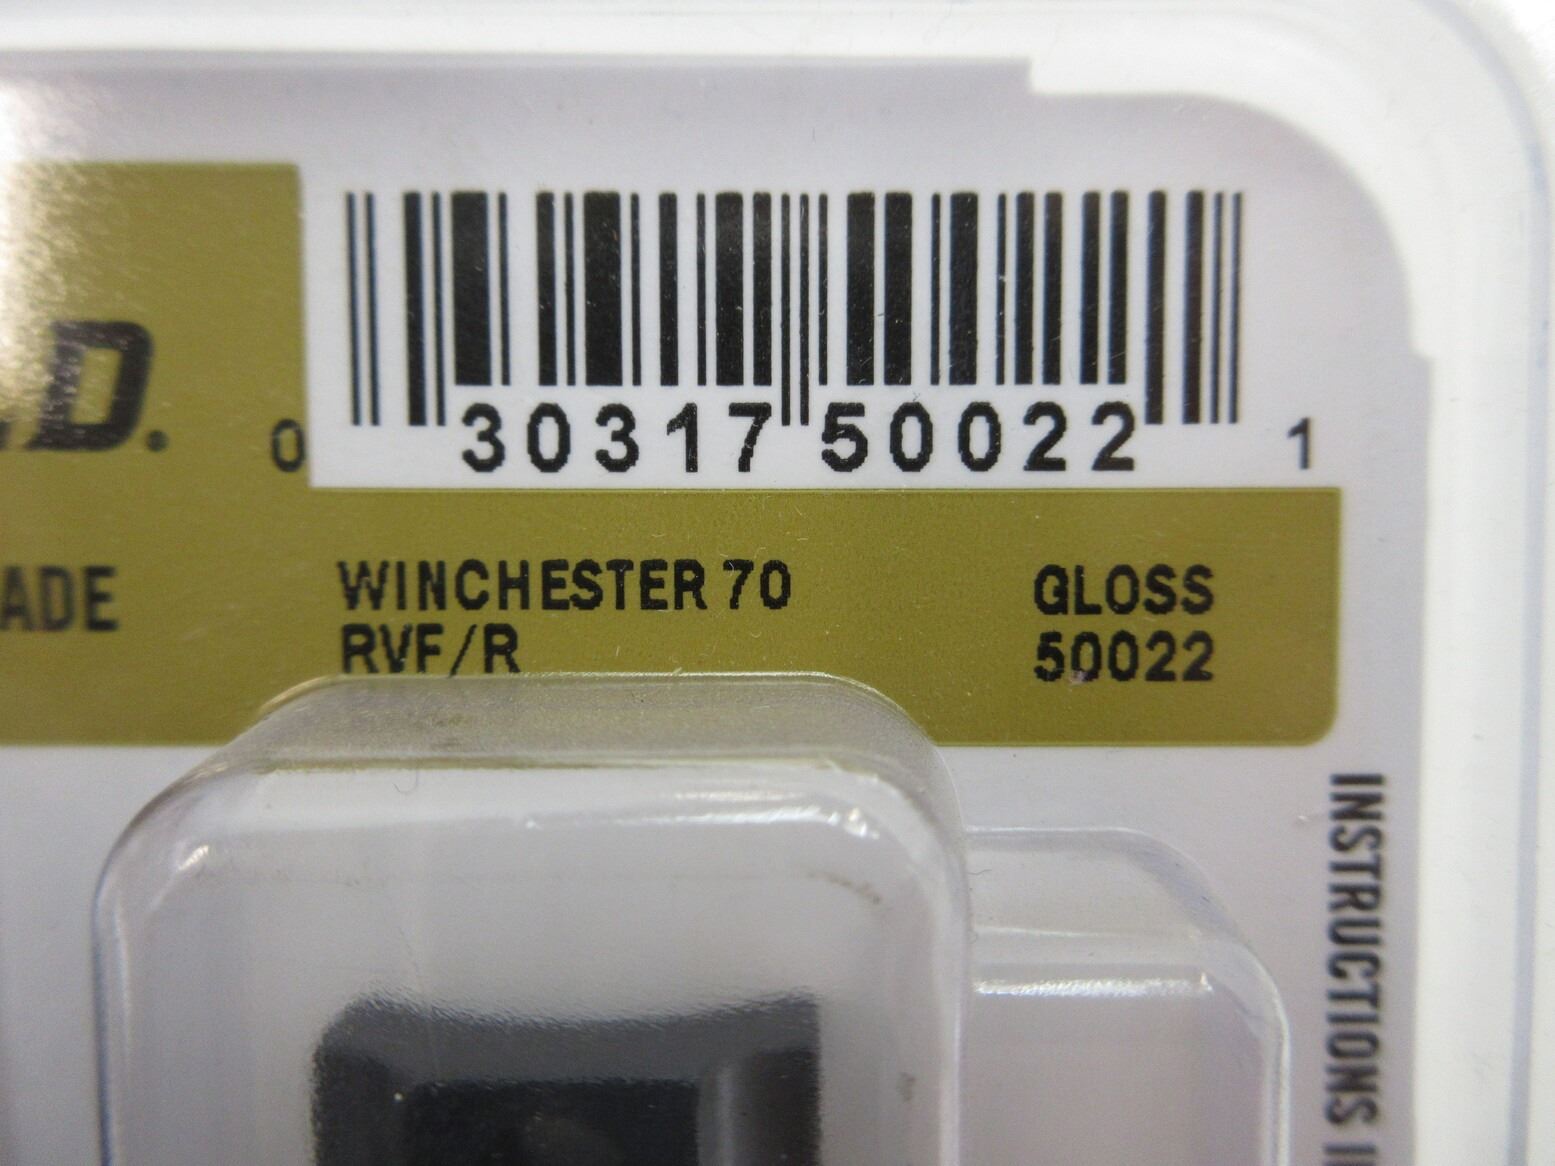 D.
0 30317 50022 1
ADE
WINCHESTER 70
RVF/R
GLOSS
50022
INSTRUCTIONS